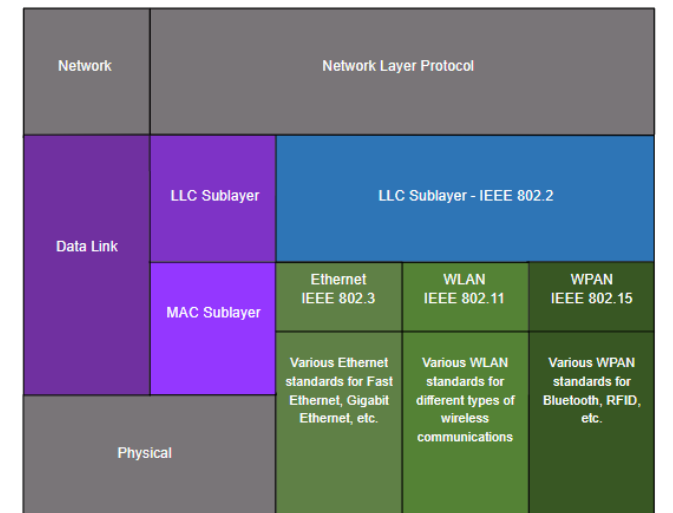 Network
Network Layer Protocol
Data Link
LLC Sublayer
LLC Sublayer - IEEE 802.2
MAC Sublayer
Ethernet
IEEE 802.3
WLAN
IEEE 802.11
WPAN
IEEE 802.15
Various Ethernet
standards for Fast
Ethernet, Gigabit
Ethernet, etc.
Various WLAN
standards for
different types of
wireless
communications
Various WPAN
standards for
Bluetooth, RFID,
etc.
Physical